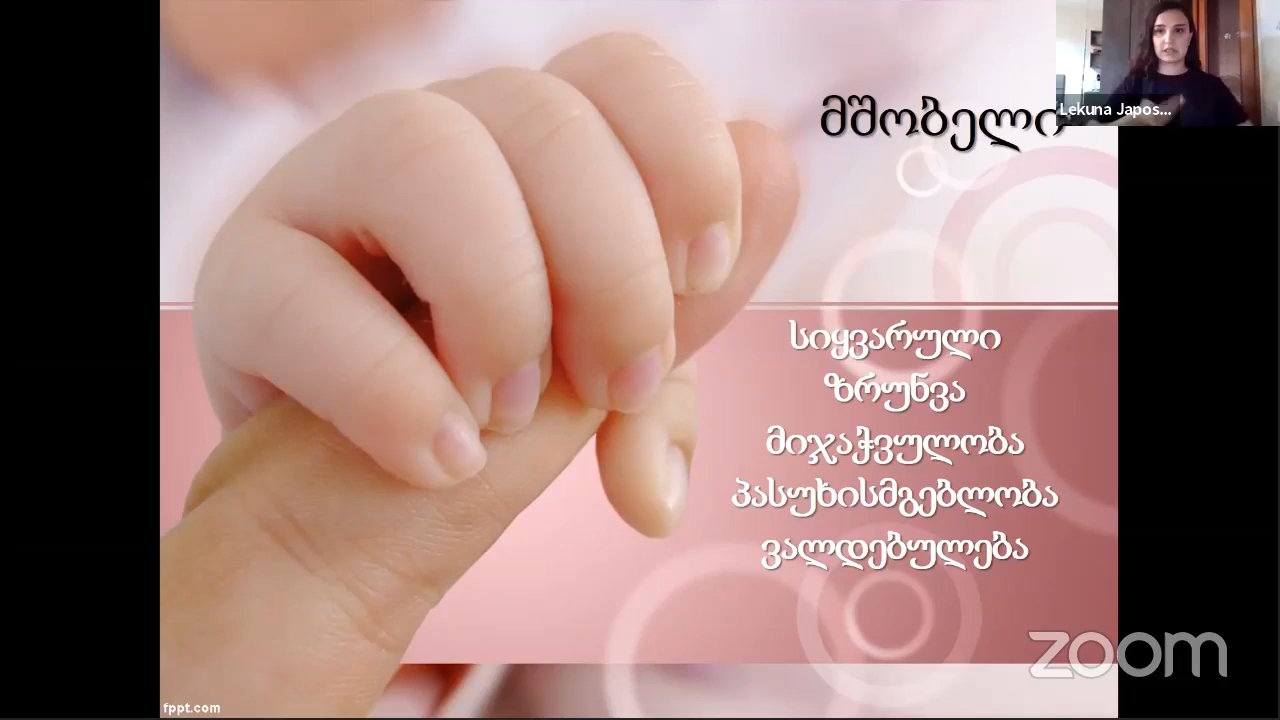 მშობელი
Lekuna Japos...
სიყვარული
ზრუნვა
მიჯაჭვულობა
პასუხისმგებლობა
ვალდებულება
zoom
fppt.com